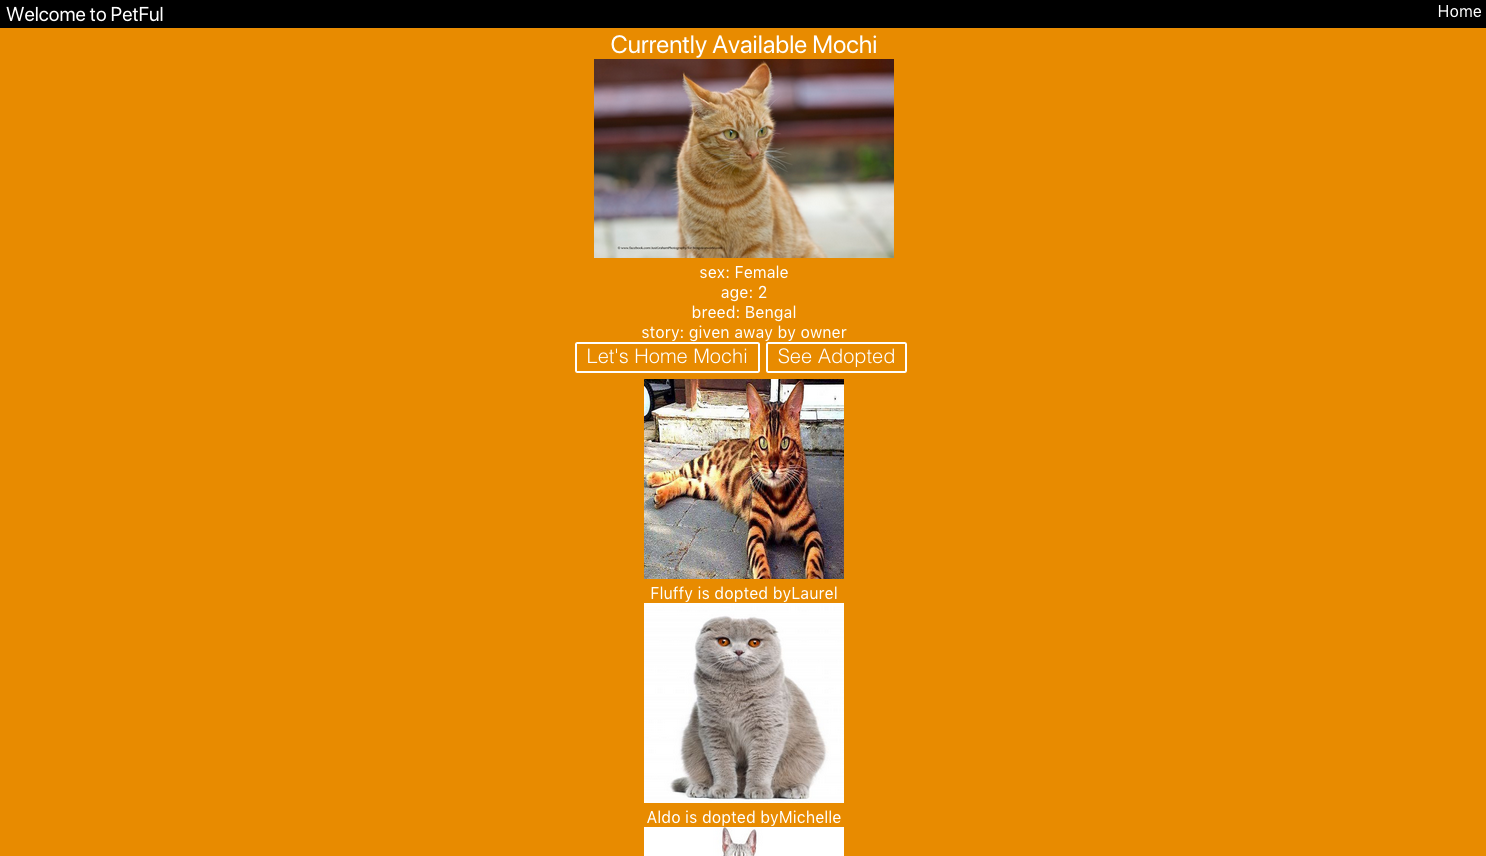 Welcome to PetFul
Home
Currently Available Mochi
sex: Female
age: 2
breed: Bengal
story: given away by owner
Let's Home Mochi
See Adopted
Fluffy is dopted byLaurel
Aldo is dopted byMichelle